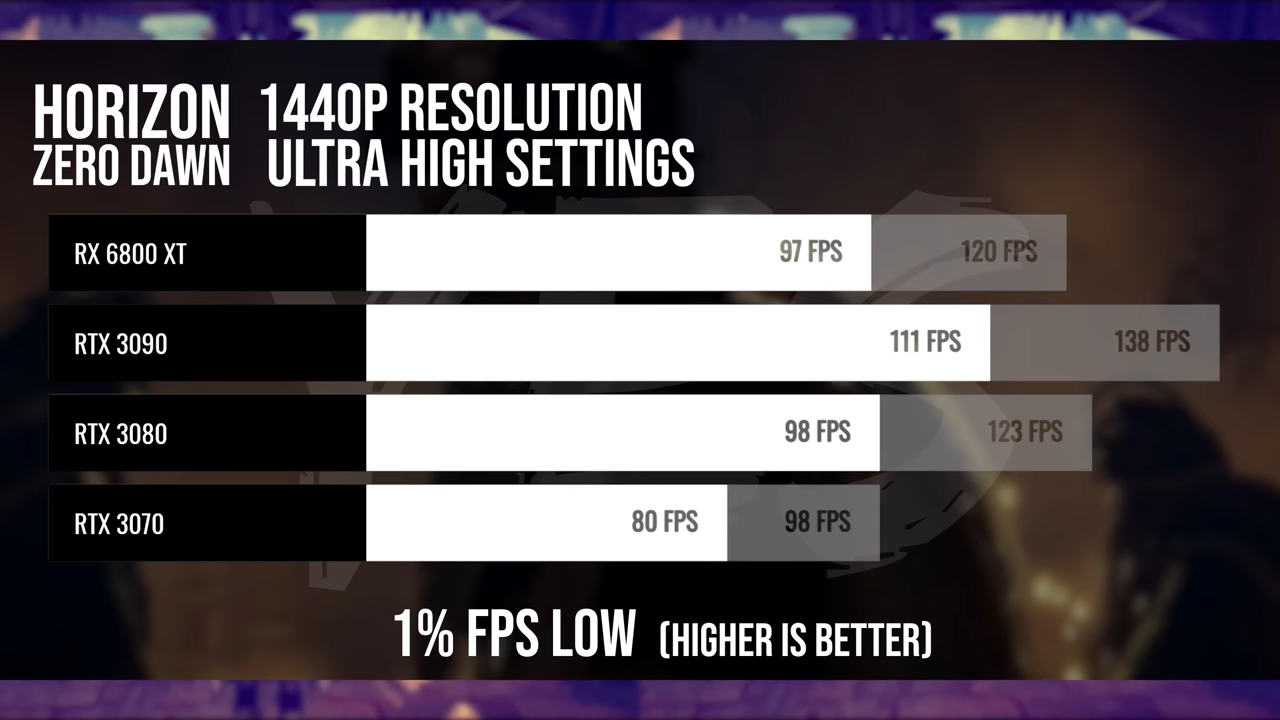 HORIZON
ZERO DAWN
1440P RESOLUTION
ULTRA HIGH SETTINGS
RX 6800 XT 97 FPS 120 FPS
RTX 3090 111 FPS 138 FPS
RTX 3080 98 FPS 123 FPS
RTX 3070 80 FPS 98 FPS
1% FPS LOW (HIGHER IS BETTER)